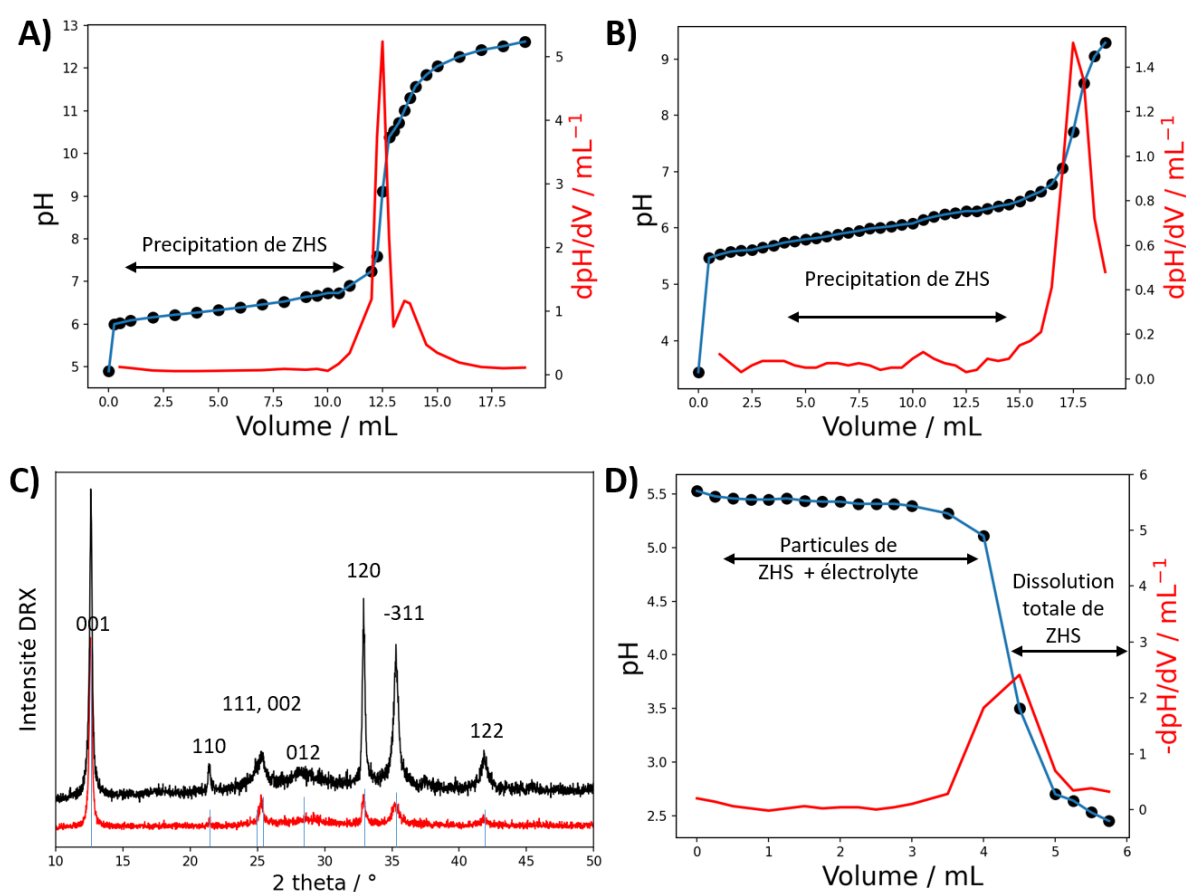 A)
13
12
11
10
9
8
7
6
5
pH
Precipitation de ZHS
0.0 2.5 5.0 7.5 10.0 12.5 15.0 17.5
Volume / mL
5
4
3
2
1
0
dpH/dV / mL⁻¹
B)
9
8
7
6
5
4
pH
Precipitation de ZHS
0.0 2.5 5.0 7.5 10.0 12.5 15.0 17.5
Volume / mL
1.4
1.2
1.0
0.8
0.6
0.4
0.2
0.0
dpH/dV / mL⁻¹
C)
Intensité DRX
001
110
111, 002
012
120
-311
122
10 15 20 25 30 35 40 45 50
2 theta / °
D)
5.5
5.0
4.5
4.0
3.5
3.0
2.5
pH
Particules de
ZHS + électrolyte
Dissolution
totale de
ZHS
0 1 2 3 4 5 6
Volume / mL
6
5
4
3
2
1
0
-dpH/dV / mL⁻¹